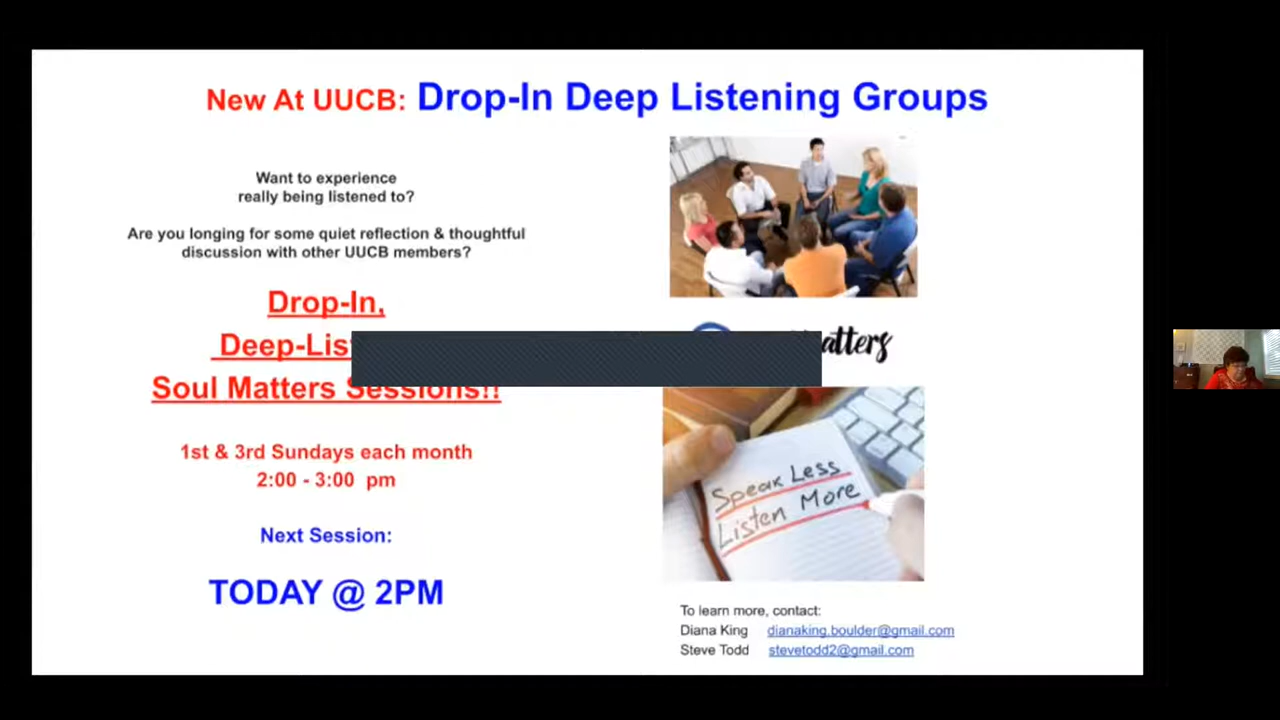 New At UUCB: Drop-In Deep Listening Groups
Want to experience
really being listened to?
Are you longing for some quiet reflection & thoughtful
discussion with other UUCB members?
Drop-In,
Soul Matters Sessions!!
1st & 3rd Sundays each month
2:00 - 3:00 pm
Next Session:
TODAY @ 2PM
Speak Less
Listen More
To learn more, contact:
Diana King dianaking.boulder@gmail.com
Steve Todd stevetodd2@gmail.com